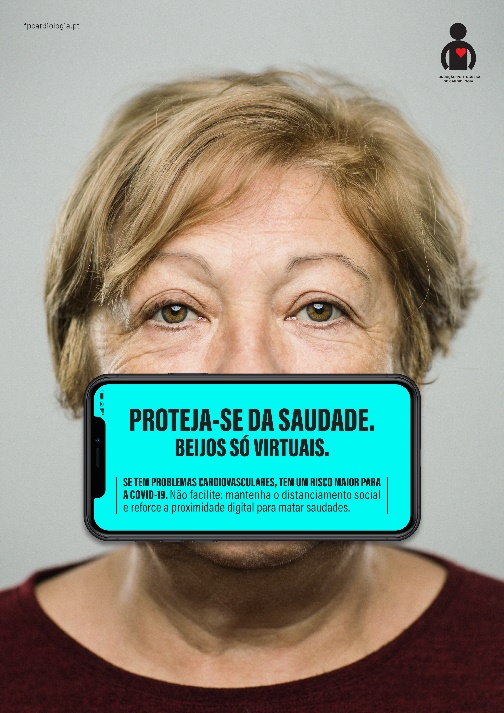 fpcardiologia.pt
PROTEJA-SE DA SAUDADE.
BEIJOS SÓ VIRTUAIS.
SE TEM PROBLEMAS CARDIOVASCULARES, TEM UM RISCO MAIOR PARA
A COVID-19. Não facilite: mantenha o distanciamento social
e reforce a proximidade digital para matar saudades.